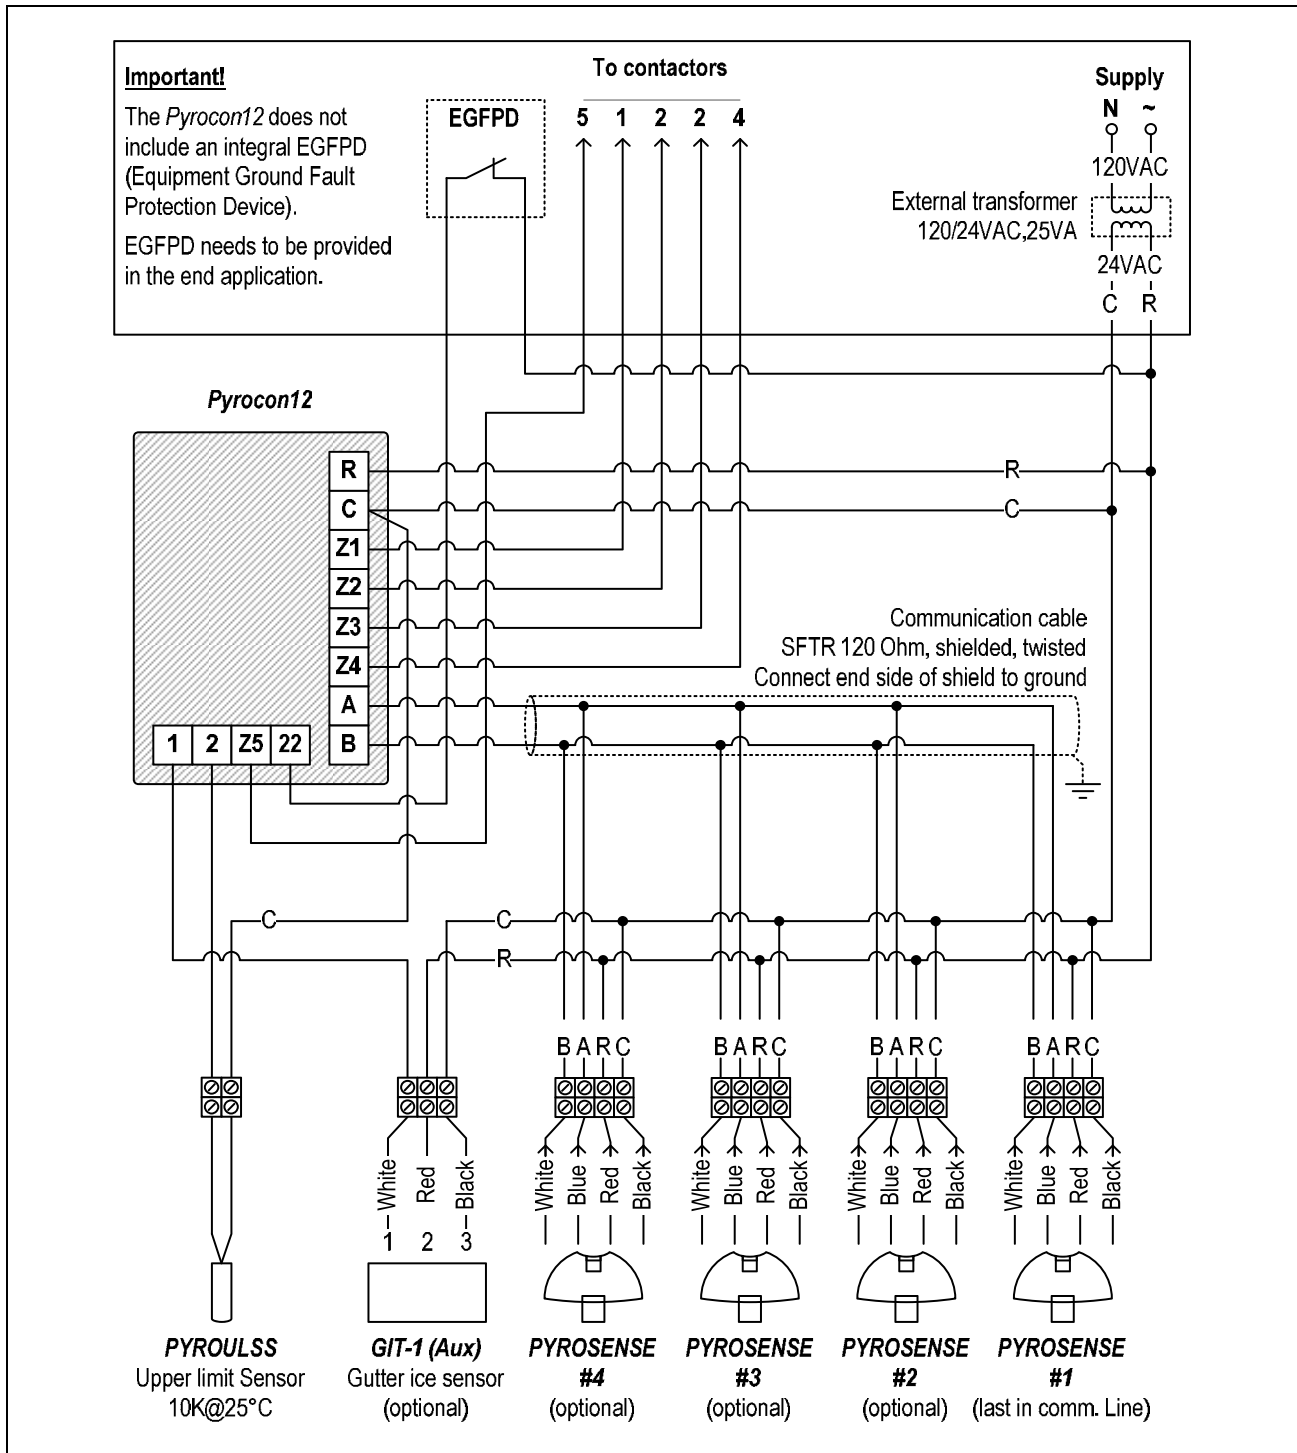 Important!
The Pyrocon12 does not
include an integral EGFPD
(Equipment Ground Fault
Protection Device).
EGFPD needs to be provided
in the end application.
EGFPD
To contactors
5 1 2 2 4
Supply
N ~
120VAC
External transformer
120/24VAC,25VA
24VAC
C R
Pyrocon12
R
C
Z1
Z2
Z3
Z4
A
B
1 2 Z5 22
R
C
Communication cable
SFTR 120 Ohm, shielded, twisted
Connect end side of shield to ground
C
C
R
B A R C
B A R C
B A R C
B A R C
White Red Black
1 2 3
White Blue Red Black
White Blue Red Black
White Blue Red Black
White Blue Red Black
PYROULSS
Upper limit Sensor
10K@25°C
GIT-1 (Aux)
Gutter ice sensor
(optional)
PYROSENSE
#4
(optional)
PYROSENSE
#3
(optional)
PYROSENSE
#2
(optional)
PYROSENSE
#1
(last in comm. Line)